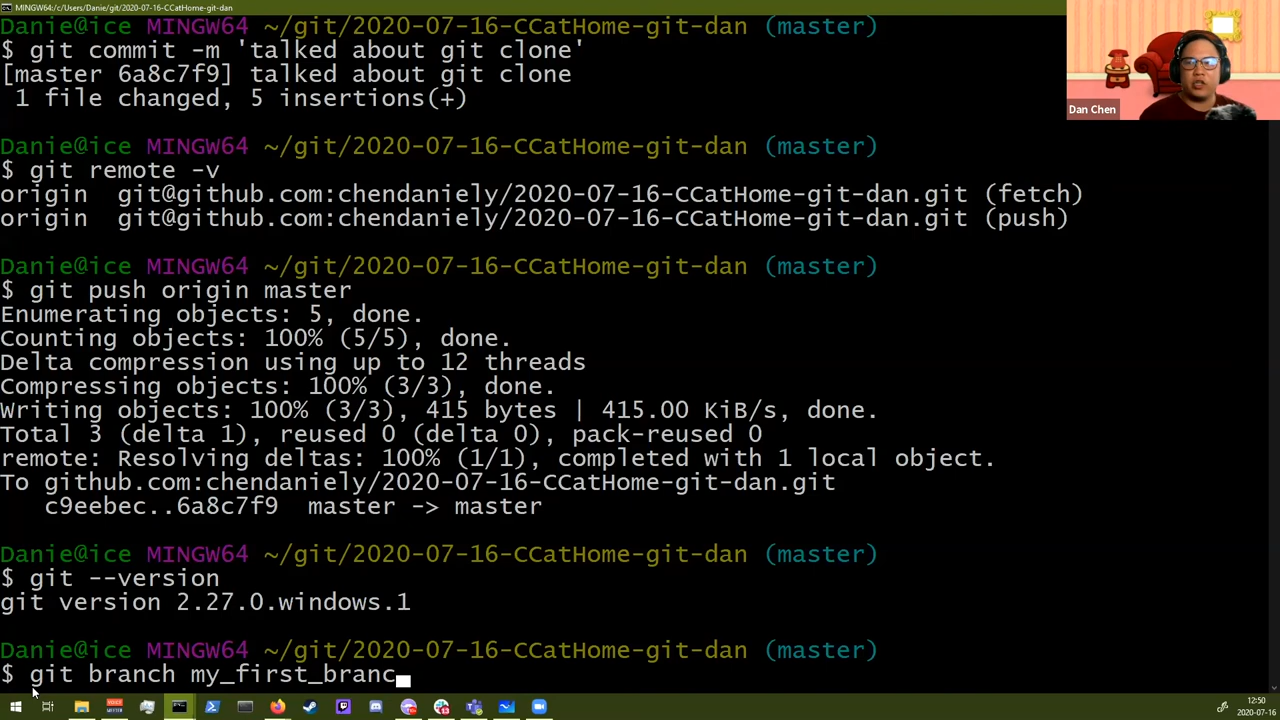 MINGW64:/c/Users/Danie/git/2020-07-16-CCatHome-git-dan
Danie@ice MINGW64 ~/git/2020-07-16-CCatHome-git-dan (master)
$ git commit -m 'talked about git clone'
[master 6a8c7f9] talked about git clone
1 file changed, 5 insertions(+)
Danie@ice MINGW64 ~/git/2020-07-16-CCatHome-git-dan (master)
$ git remote -v
origin git@github.com:chendaniely/2020-07-16-CCatHome-git-dan.git (fetch)
origin git@github.com:chendaniely/2020-07-16-CCatHome-git-dan.git (push)
Danie@ice MINGW64 ~/git/2020-07-16-CCatHome-git-dan (master)
$ git push origin master
Enumerating objects: 5, done.
Counting objects: 100% (5/5), done.
Delta compression using up to 12 threads
Compressing objects: 100% (3/3), done.
Writing objects: 100% (3/3), 415 bytes | 415.00 KiB/s, done.
Total 3 (delta 1), reused 0 (delta 0), pack-reused 0
remote: Resolving deltas: 100% (1/1), completed with 1 local object.
To github.com:chendaniely/2020-07-16-CCatHome-git-dan.git
c9eebec..6a8c7f9 master -> master
Danie@ice MINGW64 ~/git/2020-07-16-CCatHome-git-dan (master)
$ git --version
git version 2.27.0.windows.1
Danie@ice MINGW64 ~/git/2020-07-16-CCatHome-git-dan (master)
$ git branch my_first_branc
Dan Chen
12:50
2020-07-16